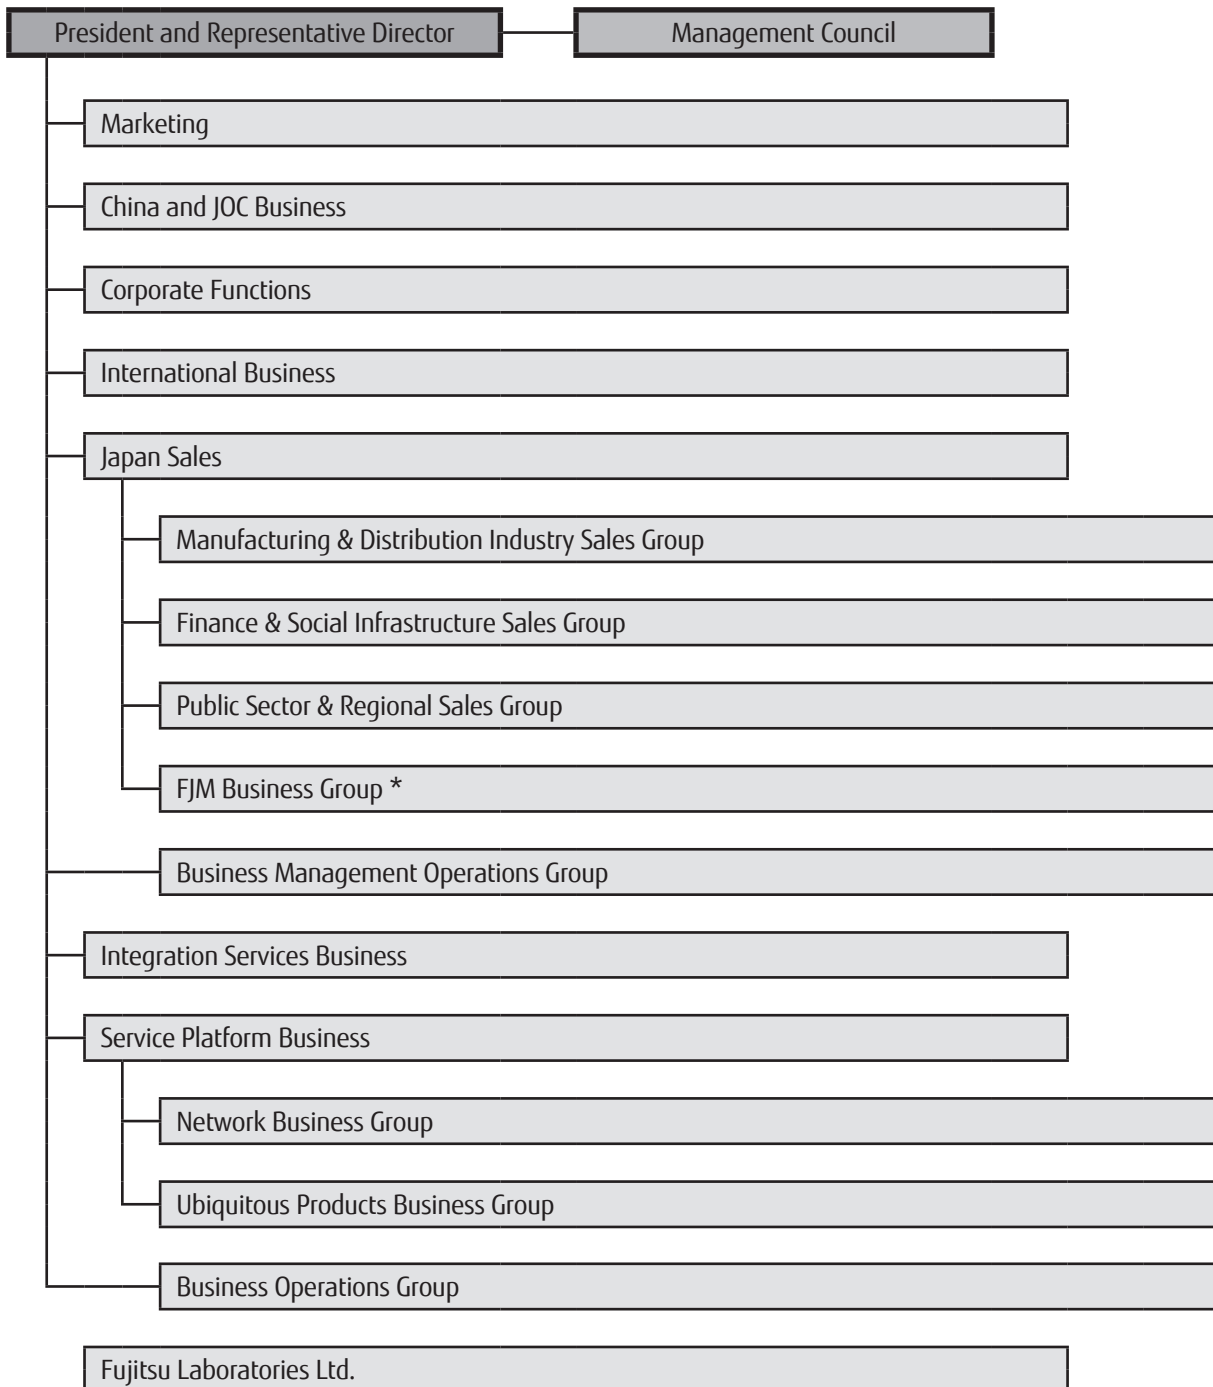 President and Representative Director
Management Council
Marketing
China and JOC Business
Corporate Functions
International Business
Japan Sales
Manufacturing & Distribution Industry Sales Group
Finance & Social Infrastructure Sales Group
Public Sector & Regional Sales Group
FJM Business Group *
Business Management Operations Group
Integration Services Business
Service Platform Business
Network Business Group
Ubiquitous Products Business Group
Business Operations Group
Fujitsu Laboratories Ltd.